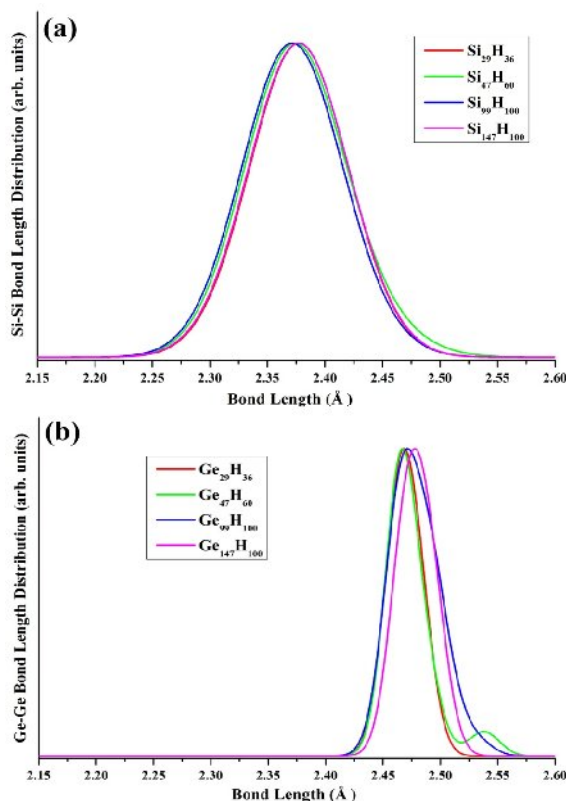 (a)
Si29H36
Si47H60
Si99H100
Si147H100
Si-Si Bond Length Distribution (arb. units)
2.15 2.20 2.25 2.30 2.35 2.40 2.45 2.50 2.55 2.60
Bond Length (Å )
(b)
Ge29H36
Ge47H60
Ge99H100
Ge147H100
Ge-Ge Bond Length Distribution (arb. units)
2.15 2.20 2.25 2.30 2.35 2.40 2.45 2.50 2.55 2.60
Bond Length (Å )